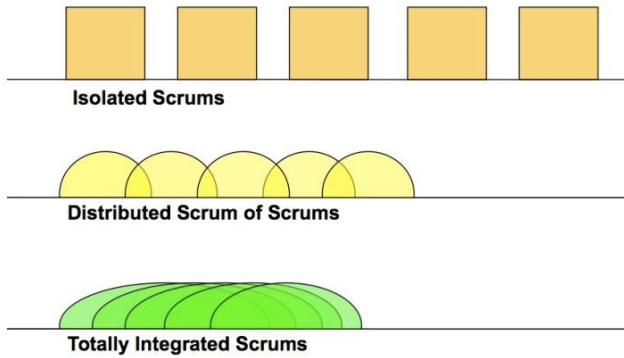 Isolated Scrums
Distributed Scrum of Scrums
Totally Integrated Scrums